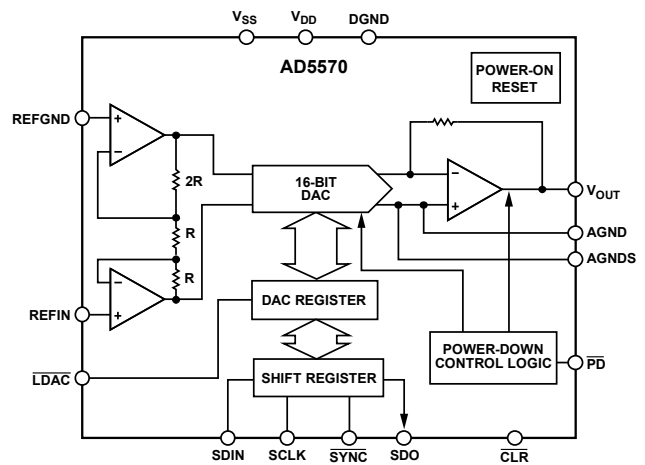 VSS VDD DGND
AD5570
POWER-ON
RESET
REFGND
+
−
2R
16-BIT
DAC
−
+
VOUT
R
AGND
−
R
AGNDS
+
REFIN
DAC REGISTER
POWER-DOWN
CONTROL LOGIC
PD
LDAC
SHIFT REGISTER
SDIN SCLK SYNC SDO CLR